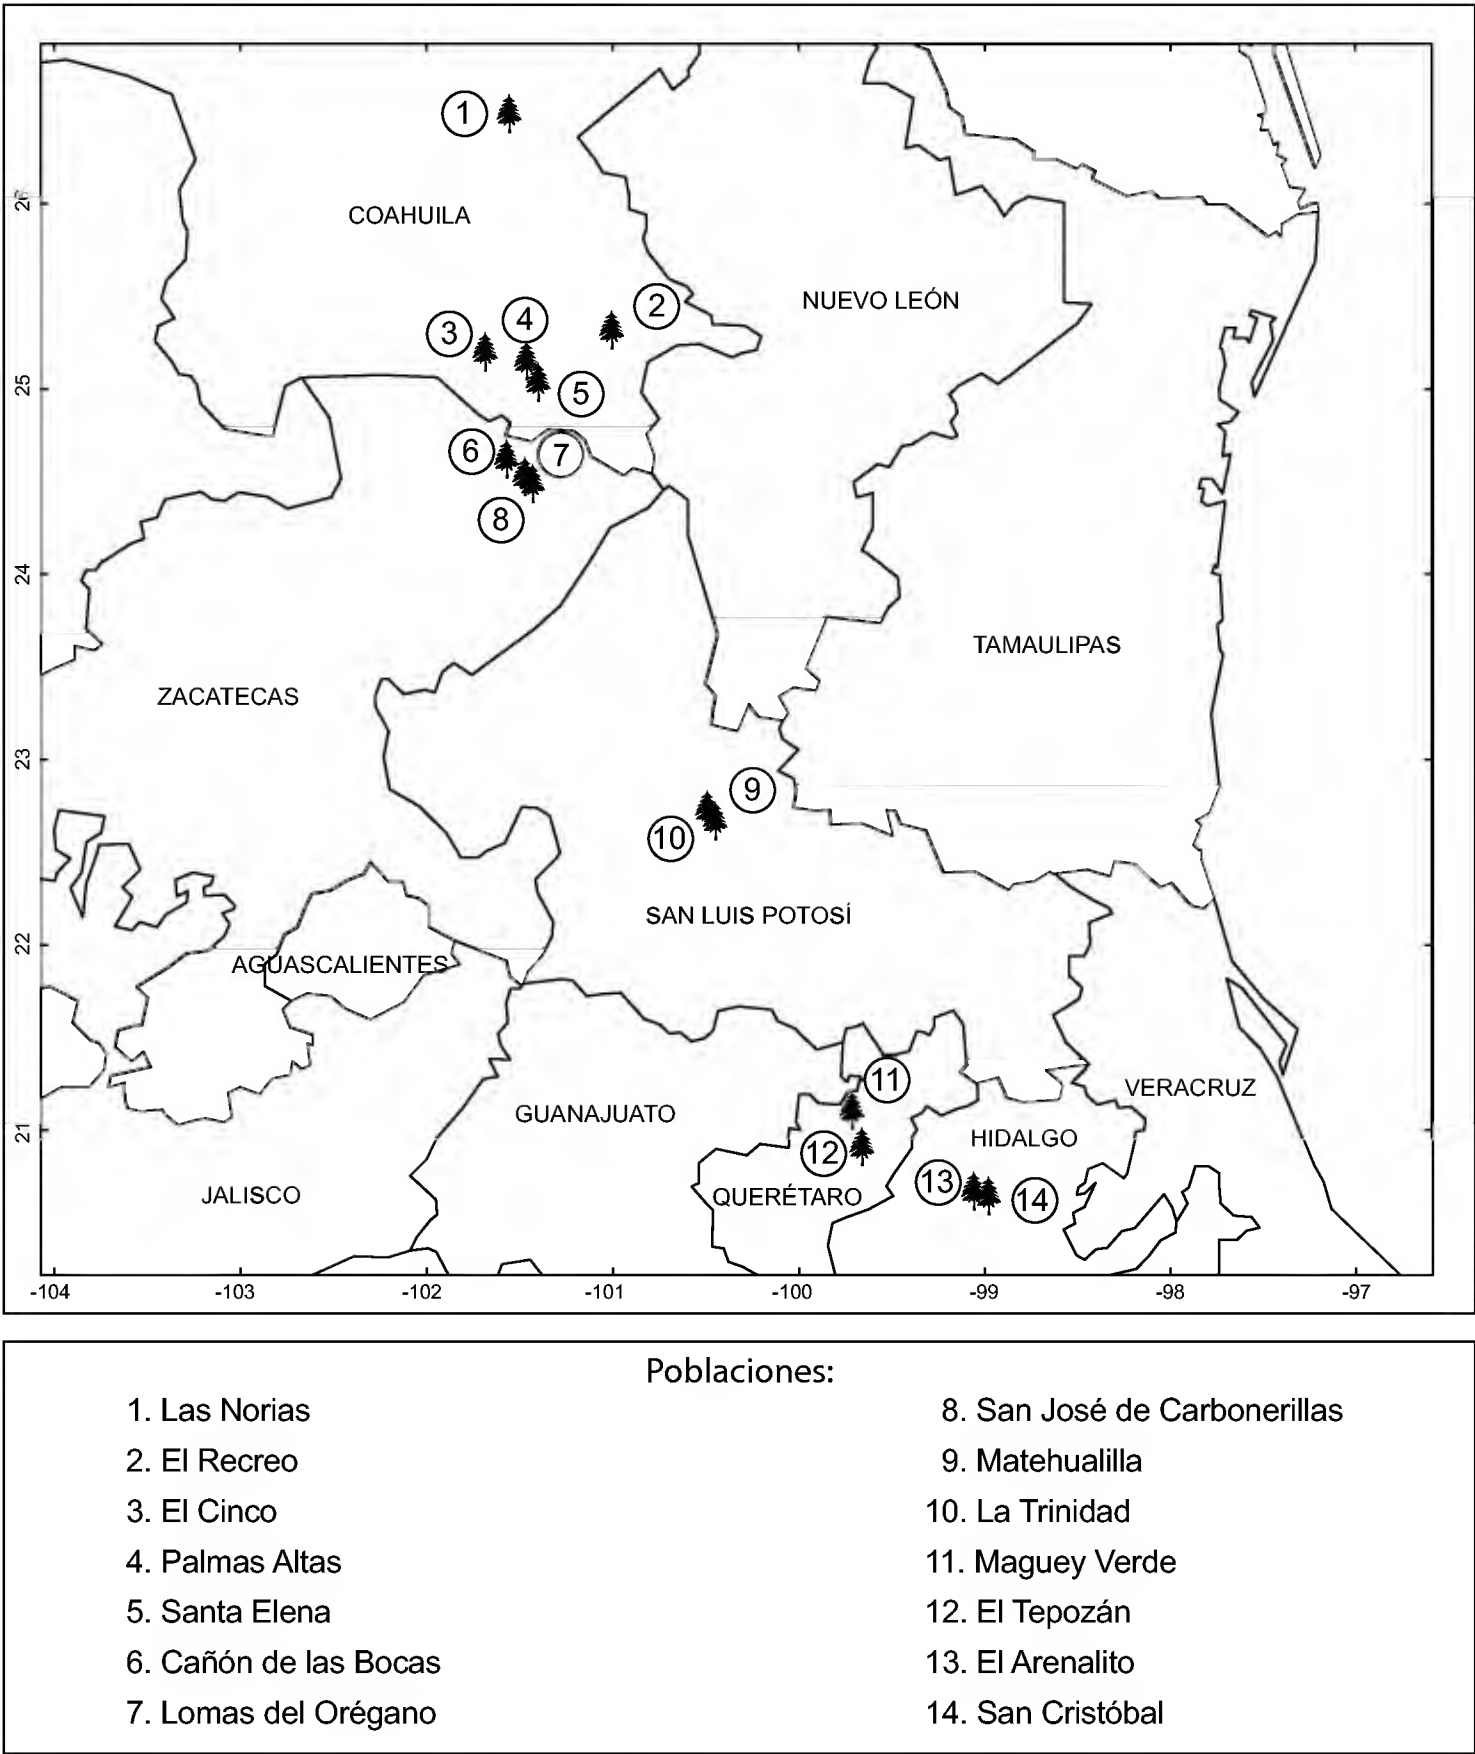 1
26
COAHUILA
2
NUEVO LEÓN
4
3
25
5
6
7
8
24
TAMAULIPAS
ZACATECAS
23
9
10
SAN LUIS POTOSÍ
22
AGUASCALIENTES
11
VERACRUZ
GUANAJUATO
21
HIDALGO
12
13
14
JALISCO
QUERÉTARO
-104 -103 -102 -101 -100 -99 -98 -97
Poblaciones:
1. Las Norias
2. El Recreo
3. El Cinco
4. Palmas Altas
5. Santa Elena
6. Cañón de las Bocas
7. Lomas del Orégano
8. San José de Carbonerillas
9. Matehualilla
10. La Trinidad
11. Maguey Verde
12. El Tepozán
13. El Arenalito
14. San Cristóbal